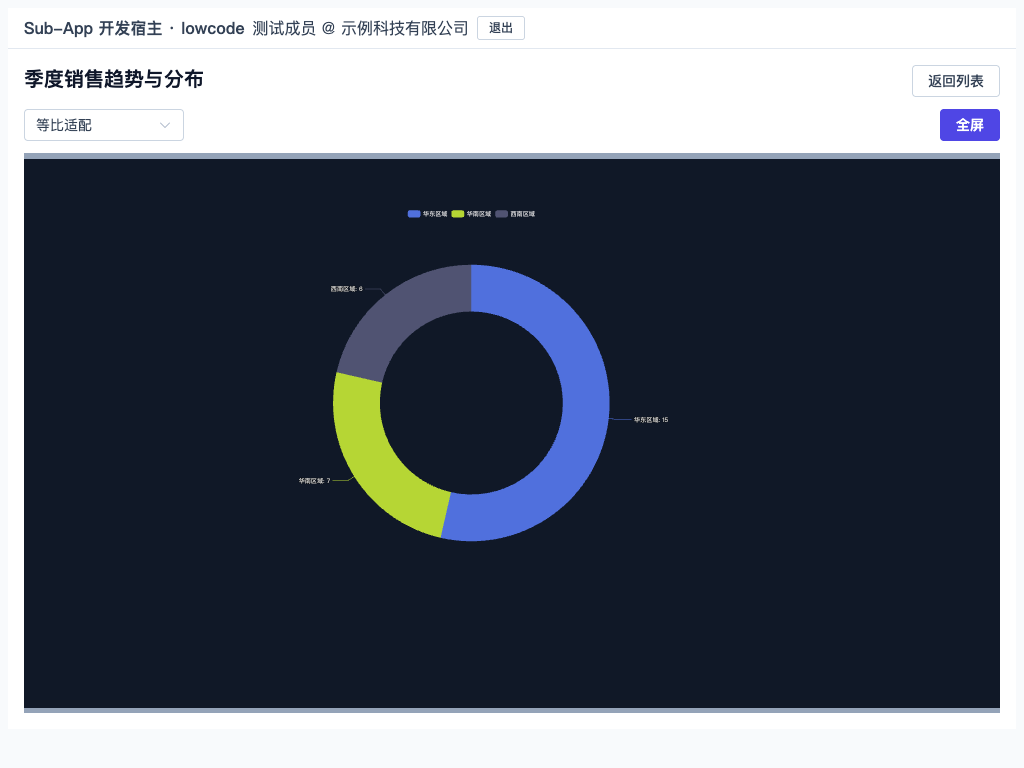 Sub-App 开发宿主 · lowcode 测试成员 @ 示例科技有限公司 退出
季度销售趋势与分布 返回列表
等比适配 全屏
华东区域 华南区域 西南区域
西南区域: 6
华东区域: 15
华南区域: 7